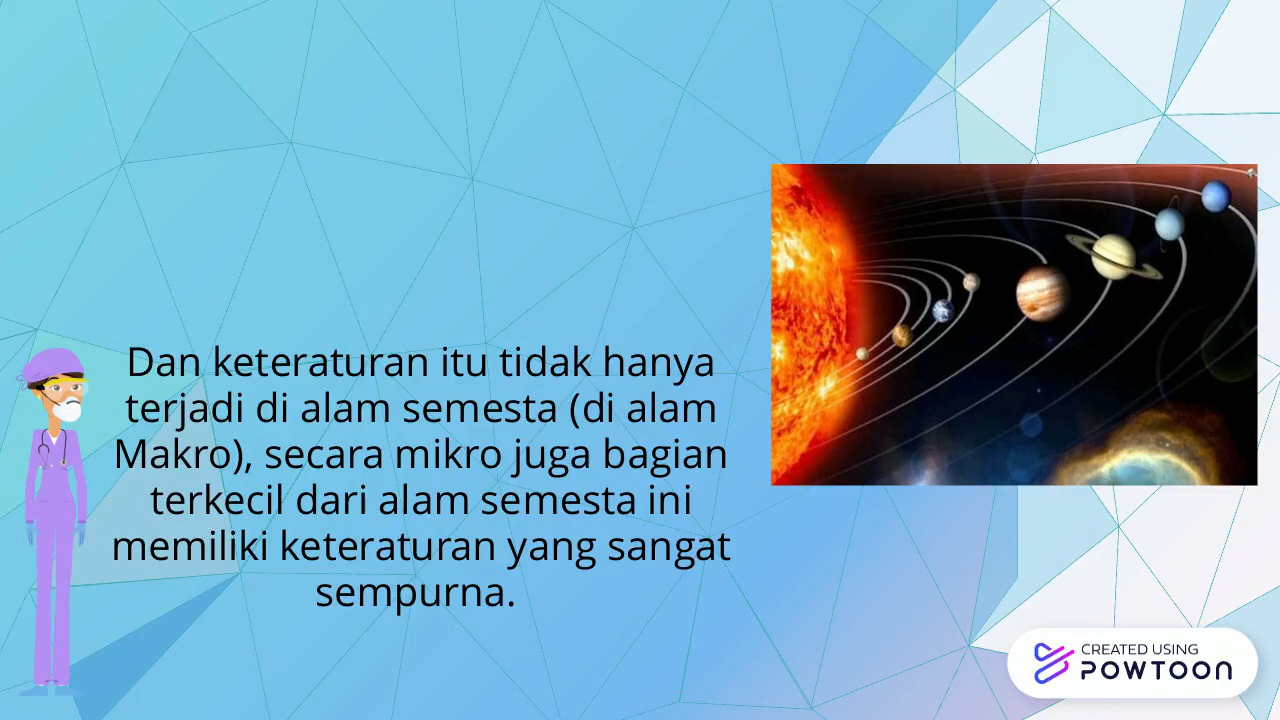 Dan keteraturan itu tidak hanya
terjadi di alam semesta (di alam
Makro), secara mikro juga bagian
terkecil dari alam semesta ini
memiliki keteraturan yang sangat
sempurna.
CREATED USING
POWTOON